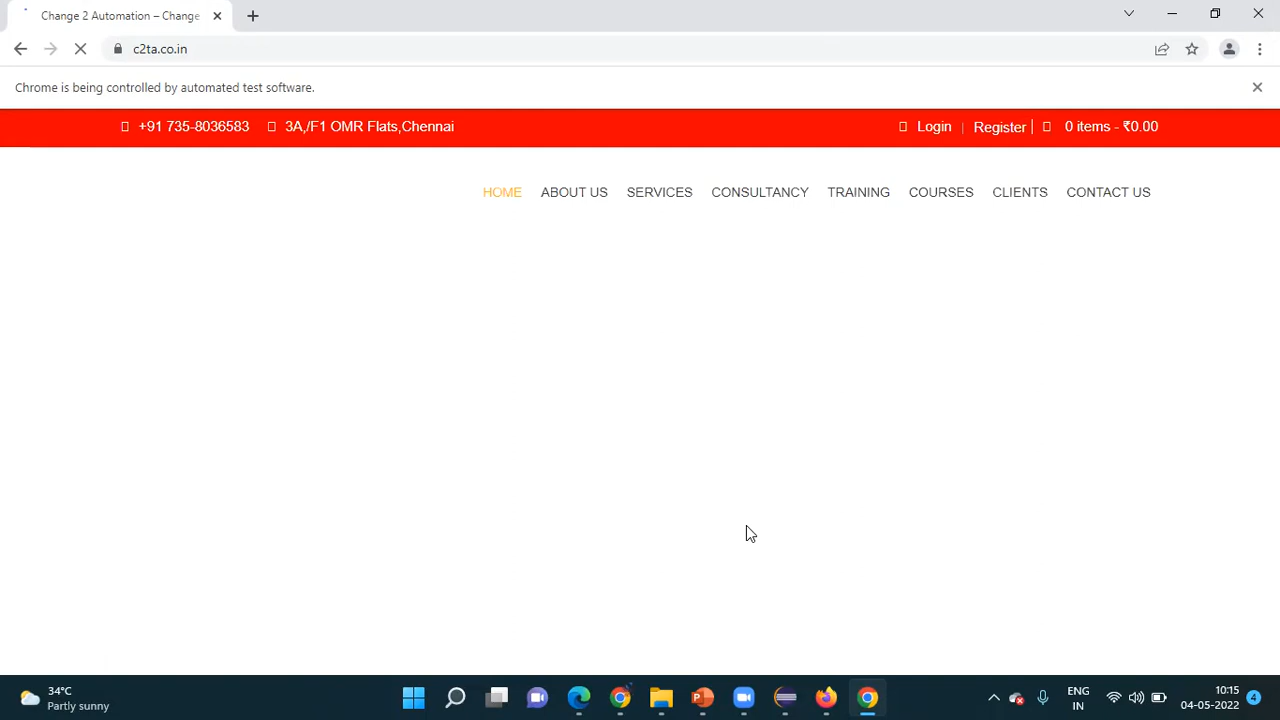 Change 2 Automation – Change
c2ta.co.in
Chrome is being controlled by automated test software.
+91 735-8036583 3A,/F1 OMR Flats,Chennai Login | Register | 0 items - ₹0.00
HOME ABOUT US SERVICES CONSULTANCY TRAINING COURSES CLIENTS CONTACT US
34°C
Partly sunny
ENG
IN
10:15
04-05-2022
4